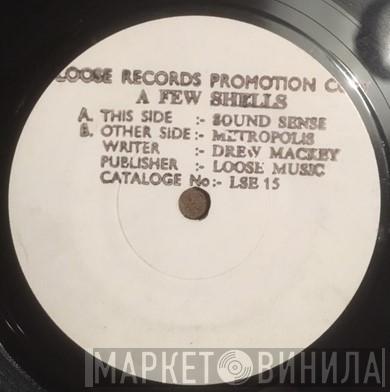 LOOSE RECORDS PROMOTION CO
A FEW SHELLS
A. THIS SIDE :- SOUND SENSE
B. OTHER SIDE :- METROPOLIS
WRITER :- DREW MACKEY
PUBLISHER :- LOOSE MUSIC
CATALOGE No:- LSE 15
МАРКЕТ ВИНИЛА